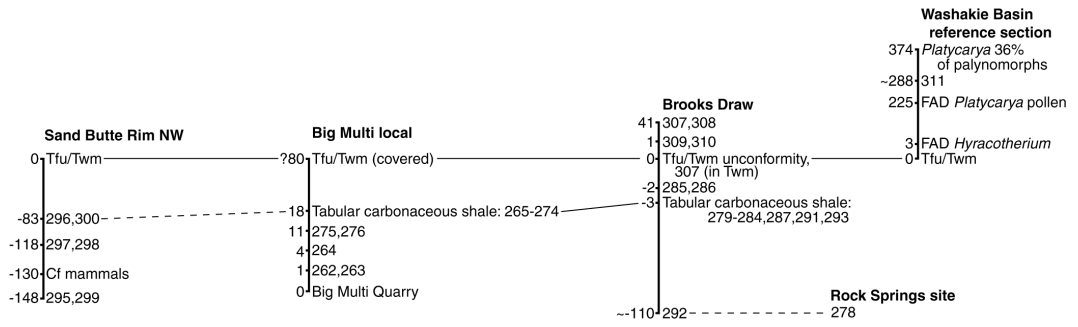 Sand Butte Rim NW
0 Tfu/Twm
-83 296,300
-118 297,298
-130 Cf mammals
-148 295,299
Big Multi local
?80 Tfu/Twm (covered)
18 Tabular carbonaceous shale: 265-274
11 275,276
4 264
1 262,263
0 Big Multi Quarry
Brooks Draw
41 307,308
1 309,310
0 Tfu/Twm unconformity,
307 (in Twm)
-2 285,286
-3 Tabular carbonaceous shale:
279-284,287,291,293
~-110 292
Rock Springs site
278
Washakie Basin
reference section
374 Platycarya 36%
of palynomorphs
~288 311
225 FAD Platycarya pollen
3 FAD Hyracotherium
0 Tfu/Twm